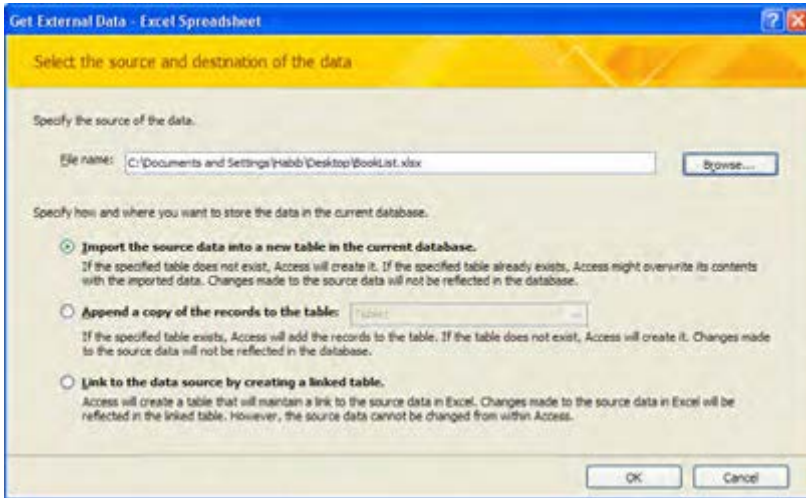 Get External Data - Excel Spreadsheet
Select the source and destination of the data
Specify the source of the data.
File name: C:\Documents and Settings\Habib\Desktop\BookList.xlsx Browse...
Specify how and where you want to store the data in the current database.
Import the source data into a new table in the current database.
If the specified table does not exist, Access will create it. If the specified table already exists, Access might overwrite its contents
with the imported data. Changes made to the source data will not be reflected in the database.
Append a copy of the records to the table: Table1
If the specified table exists, Access will add the records to the table. If the table does not exist, Access will create it. Changes made
to the source data will not be reflected in the database.
Link to the data source by creating a linked table.
Access will create a table that will maintain a link to the source data in Excel. Changes made to the source data in Excel will be
reflected in the linked table. However, the source data cannot be changed from within Access.
OK Cancel